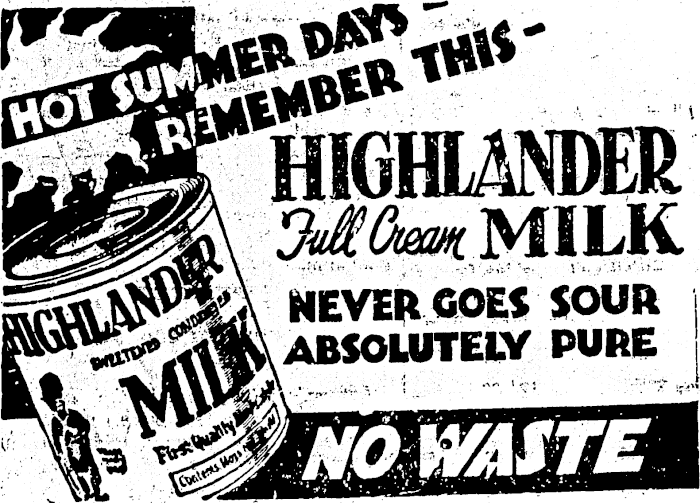 HOT SUMMER DAYS -
REMEMBER THIS -
HIGHLANDER
Full Cream MILK
NEVER GOES SOUR
ABSOLUTELY PURE
NO WASTE
HIGHLANDER
SWEETENED CONDENSED
MILK
First Quality